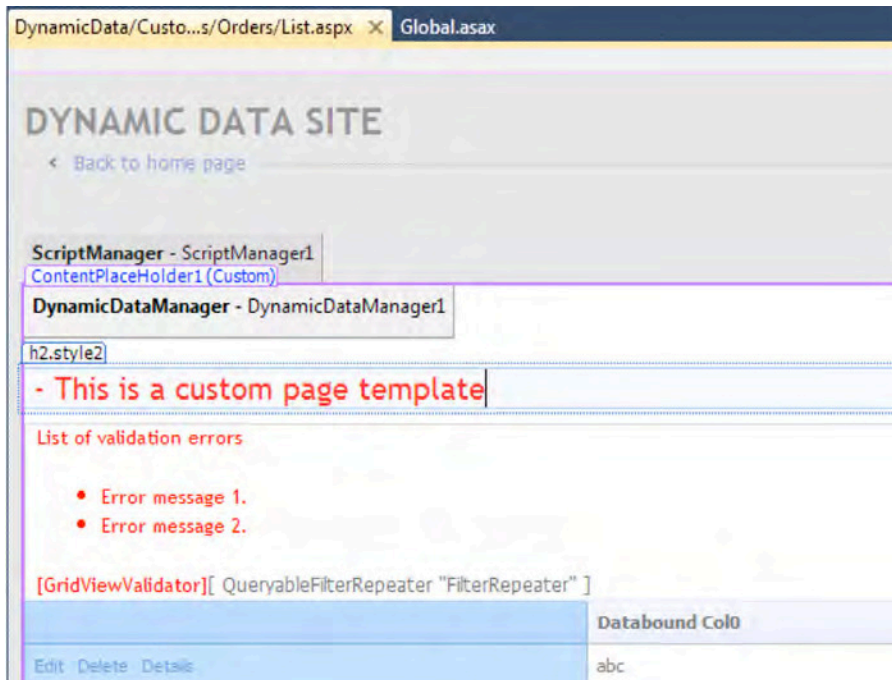 DynamicData/Custo...s/Orders/List.aspx × Global.asax
DYNAMIC DATA SITE
< Back to home page
ScriptManager - ScriptManager1
ContentPlaceHolder1 (Custom)
DynamicDataManager - DynamicDataManager1
h2.style2
- This is a custom page template
List of validation errors
• Error message 1.
• Error message 2.
[GridViewValidator][ QueryableFilterRepeater "FilterRepeater" ]
Databound Col0
Edit Delete Details abc